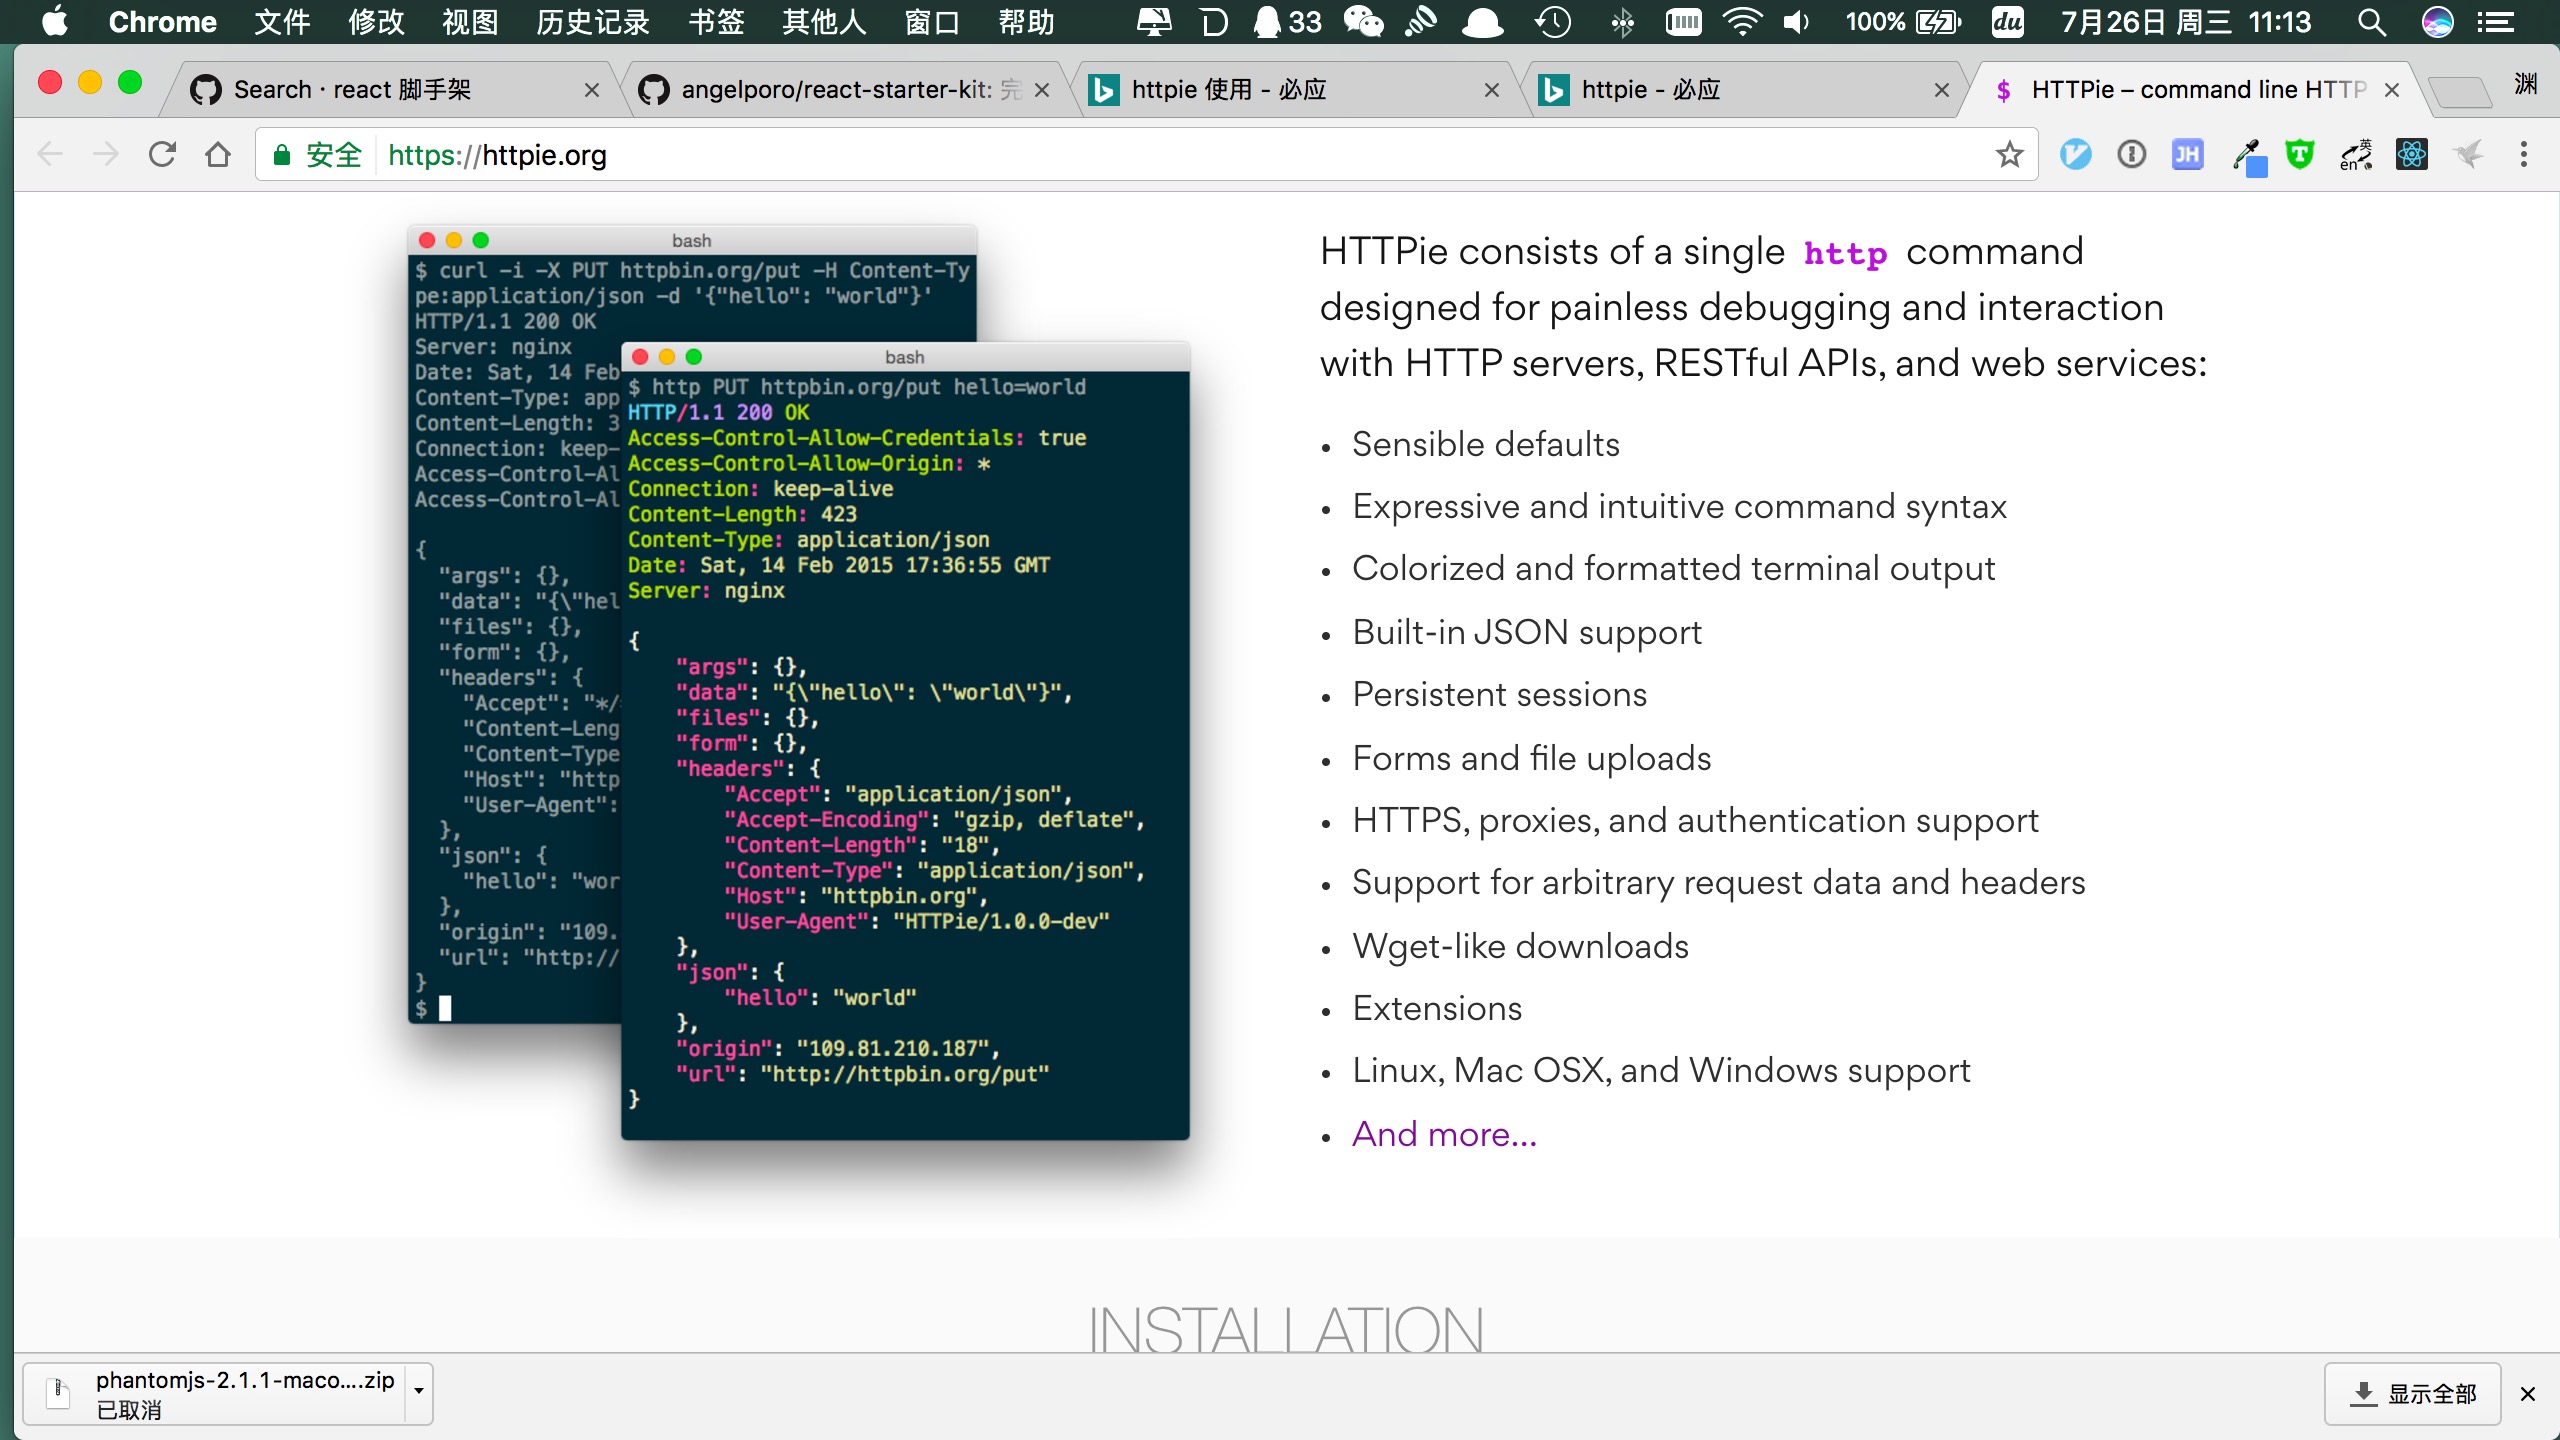 Chrome 文件 修改 视图 历史记录 书签 其他人 窗口 帮助 33 100% du 7月26日 周三 11:13
Search · react 脚手架
angelporo/react-starter-kit: 完
httpie 使用 - 必应
httpie - 必应
$ HTTPie – command line HTTP
渊
安全 https://httpie.org
JH
T
en 英
bash
$ curl -i -X PUT httpbin.org/put -H Content-Ty
pe:application/json -d '{"hello": "world"}'
HTTP/1.1 200 OK
Server: nginx
Date: Sat, 14 Feb
Content-Type: app
Content-Length: 3
Connection: keep-
Access-Control-Al
Access-Control-Al
{
"args": {},
"data": "{\"hel
"files": {},
"form": {},
"headers": {
"Accept": "*/
"Content-Leng
"Content-Type
"Host": "http
"User-Agent":
},
"json": {
"hello": "wor
},
"origin": "109.
"url": "http://
}
$
bash
$ http PUT httpbin.org/put hello=world
HTTP/1.1 200 OK
Access-Control-Allow-Credentials: true
Access-Control-Allow-Origin: *
Connection: keep-alive
Content-Length: 423
Content-Type: application/json
Date: Sat, 14 Feb 2015 17:36:55 GMT
Server: nginx
{
"args": {},
"data": "{\"hello\": \"world\"}",
"files": {},
"form": {},
"headers": {
"Accept": "application/json",
"Accept-Encoding": "gzip, deflate",
"Content-Length": "18",
"Content-Type": "application/json",
"Host": "httpbin.org",
"User-Agent": "HTTPie/1.0.0-dev"
},
"json": {
"hello": "world"
},
"origin": "109.81.210.187",
"url": "http://httpbin.org/put"
}
HTTPie consists of a single http command
designed for painless debugging and interaction
with HTTP servers, RESTful APIs, and web services:
• Sensible defaults
• Expressive and intuitive command syntax
• Colorized and formatted terminal output
• Built-in JSON support
• Persistent sessions
• Forms and file uploads
• HTTPS, proxies, and authentication support
• Support for arbitrary request data and headers
• Wget-like downloads
• Extensions
• Linux, Mac OSX, and Windows support
• And more...
INSTALLATION
phantomjs-2.1.1-maco....zip
已取消
显示全部